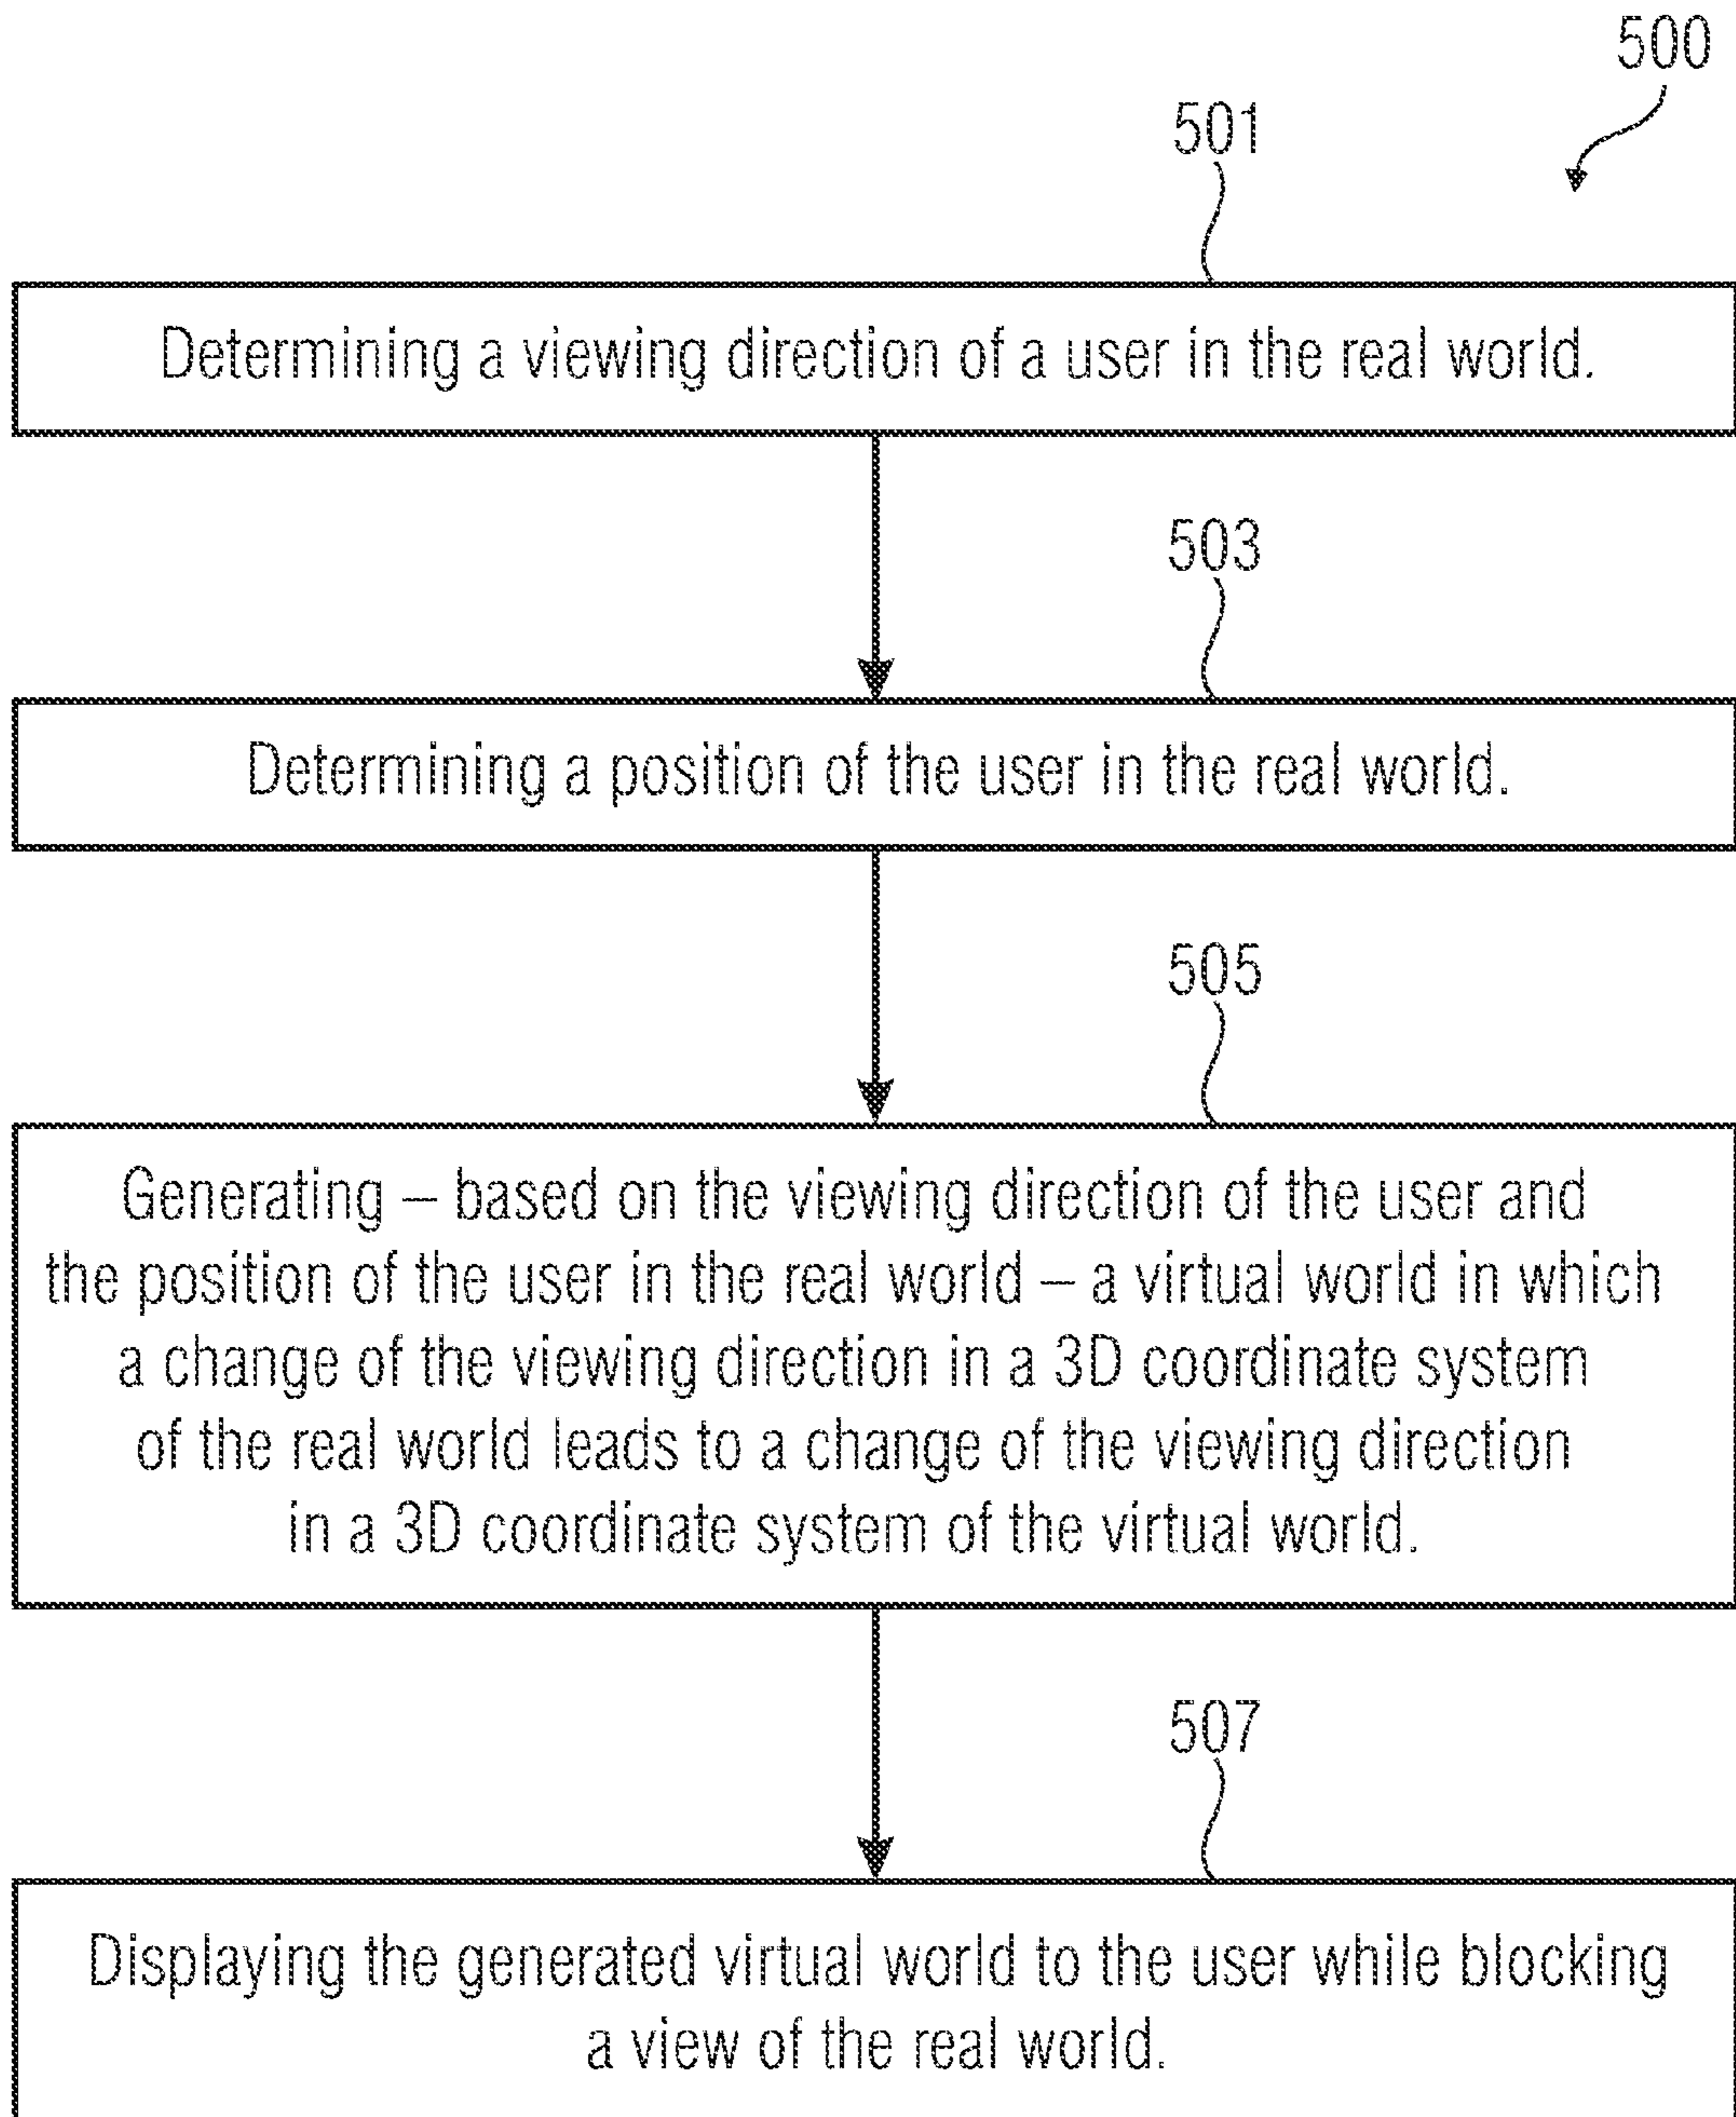 500
501
Determining a viewing direction of a user in the real world.
503
Determining a position of the user in the real world.
505
Generating – based on the viewing direction of the user and
the position of the user in the real world – a virtual world in which
a change of the viewing direction in a 3D coordinate system
of the real world leads to a change of the viewing direction
in a 3D coordinate system of the virtual world.
507
Displaying the generated virtual world to the user while blocking
a view of the real world.